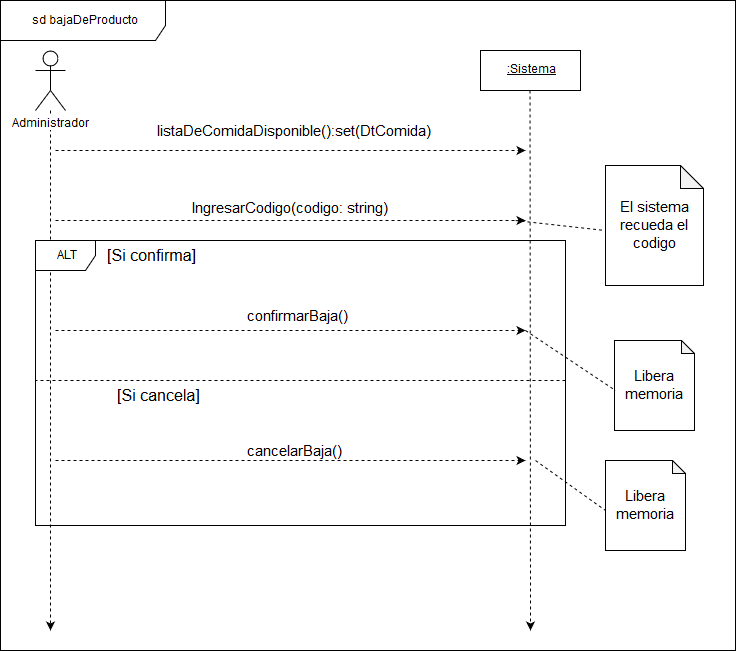 sd bajaDeProducto
:Sistema
Administrador
listaDeComidaDisponible():set(DtComida)
IngresarCodigo(codigo: string)
El sistema
recueda el
codigo
ALT
[Si confirma]
confirmarBaja()
Libera
memoria
[Si cancela]
cancelarBaja()
Libera
memoria